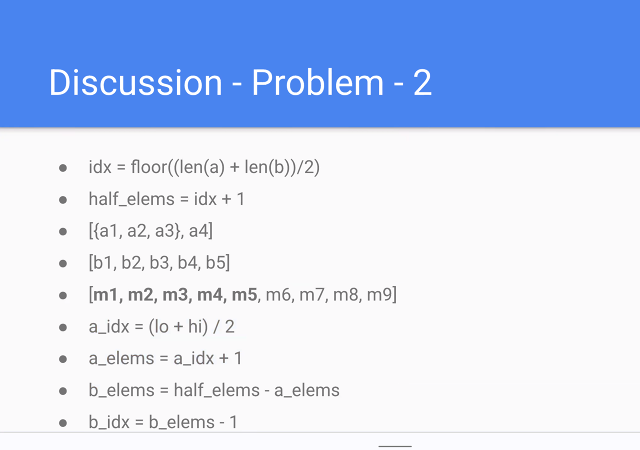 Discussion - Problem - 2
● idx = floor((len(a) + len(b))/2)
● half_elems = idx + 1
● [{a1, a2, a3}, a4]
● [b1, b2, b3, b4, b5]
● [m1, m2, m3, m4, m5, m6, m7, m8, m9]
● a_idx = (lo + hi) / 2
● a_elems = a_idx + 1
● b_elems = half_elems - a_elems
● b_idx = b_elems - 1